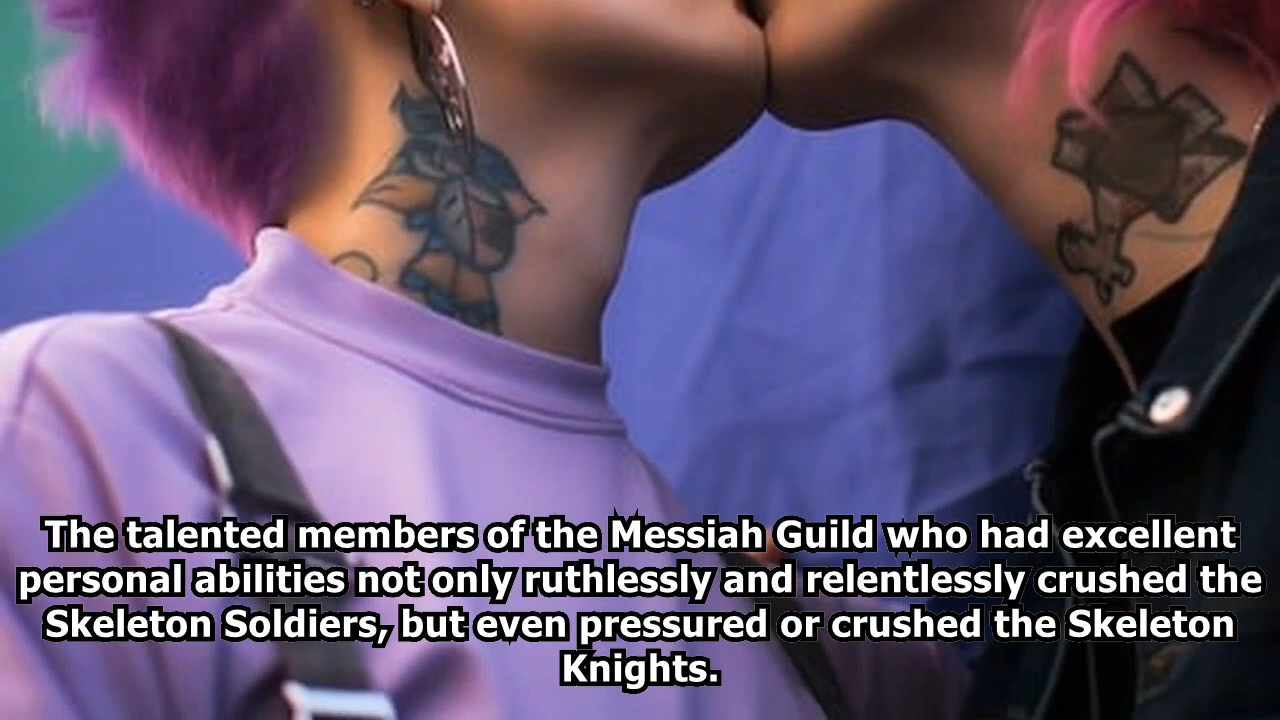 The talented members of the Messiah Guild who had excellent
personal abilities not only ruthlessly and relentlessly crushed the
Skeleton Soldiers, but even pressured or crushed the Skeleton
Knights.